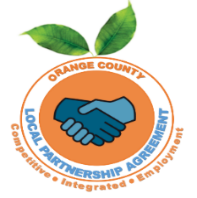 ORANGE COUNTY
LOCAL PARTNERSHIP AGREEMENT
Competitive • Integrated • Employment